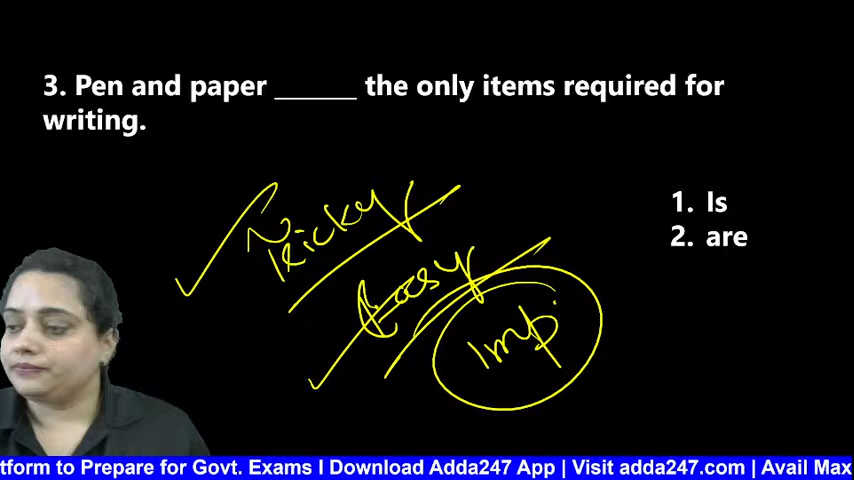 3. Pen and paper ______ the only items required for
writing.
1. Is
2. are
Tricky
Easy
Imp
tform to Prepare for Govt. Exams I Download Adda247 App | Visit adda247.com | Avail Max